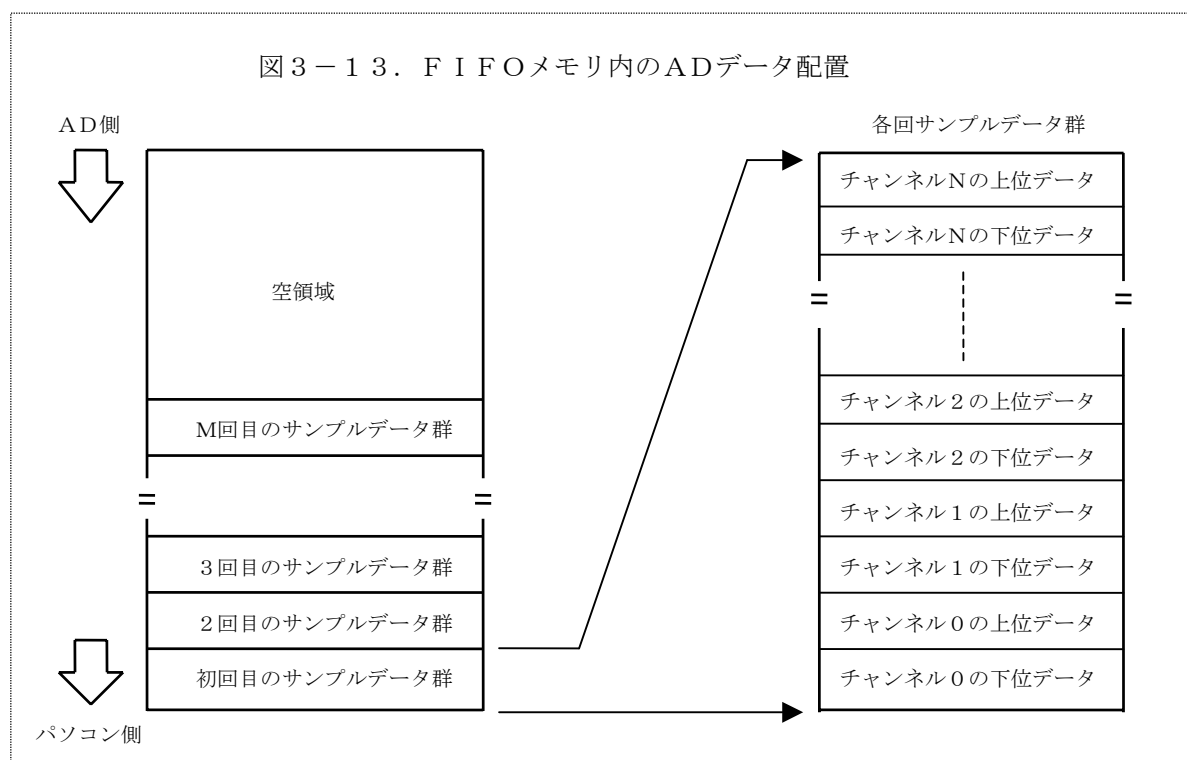 図3-13．FIFOメモリ内のADデータ配置
AD側
空領域
M回目のサンプルデータ群
=
=
3回目のサンプルデータ群
2回目のサンプルデータ群
初回目のサンプルデータ群
パソコン側
各回サンプルデータ群
チャンネルNの上位データ
チャンネルNの下位データ
=
=
チャンネル2の上位データ
チャンネル2の下位データ
チャンネル1の上位データ
チャンネル1の下位データ
チャンネル0の上位データ
チャンネル0の下位データ